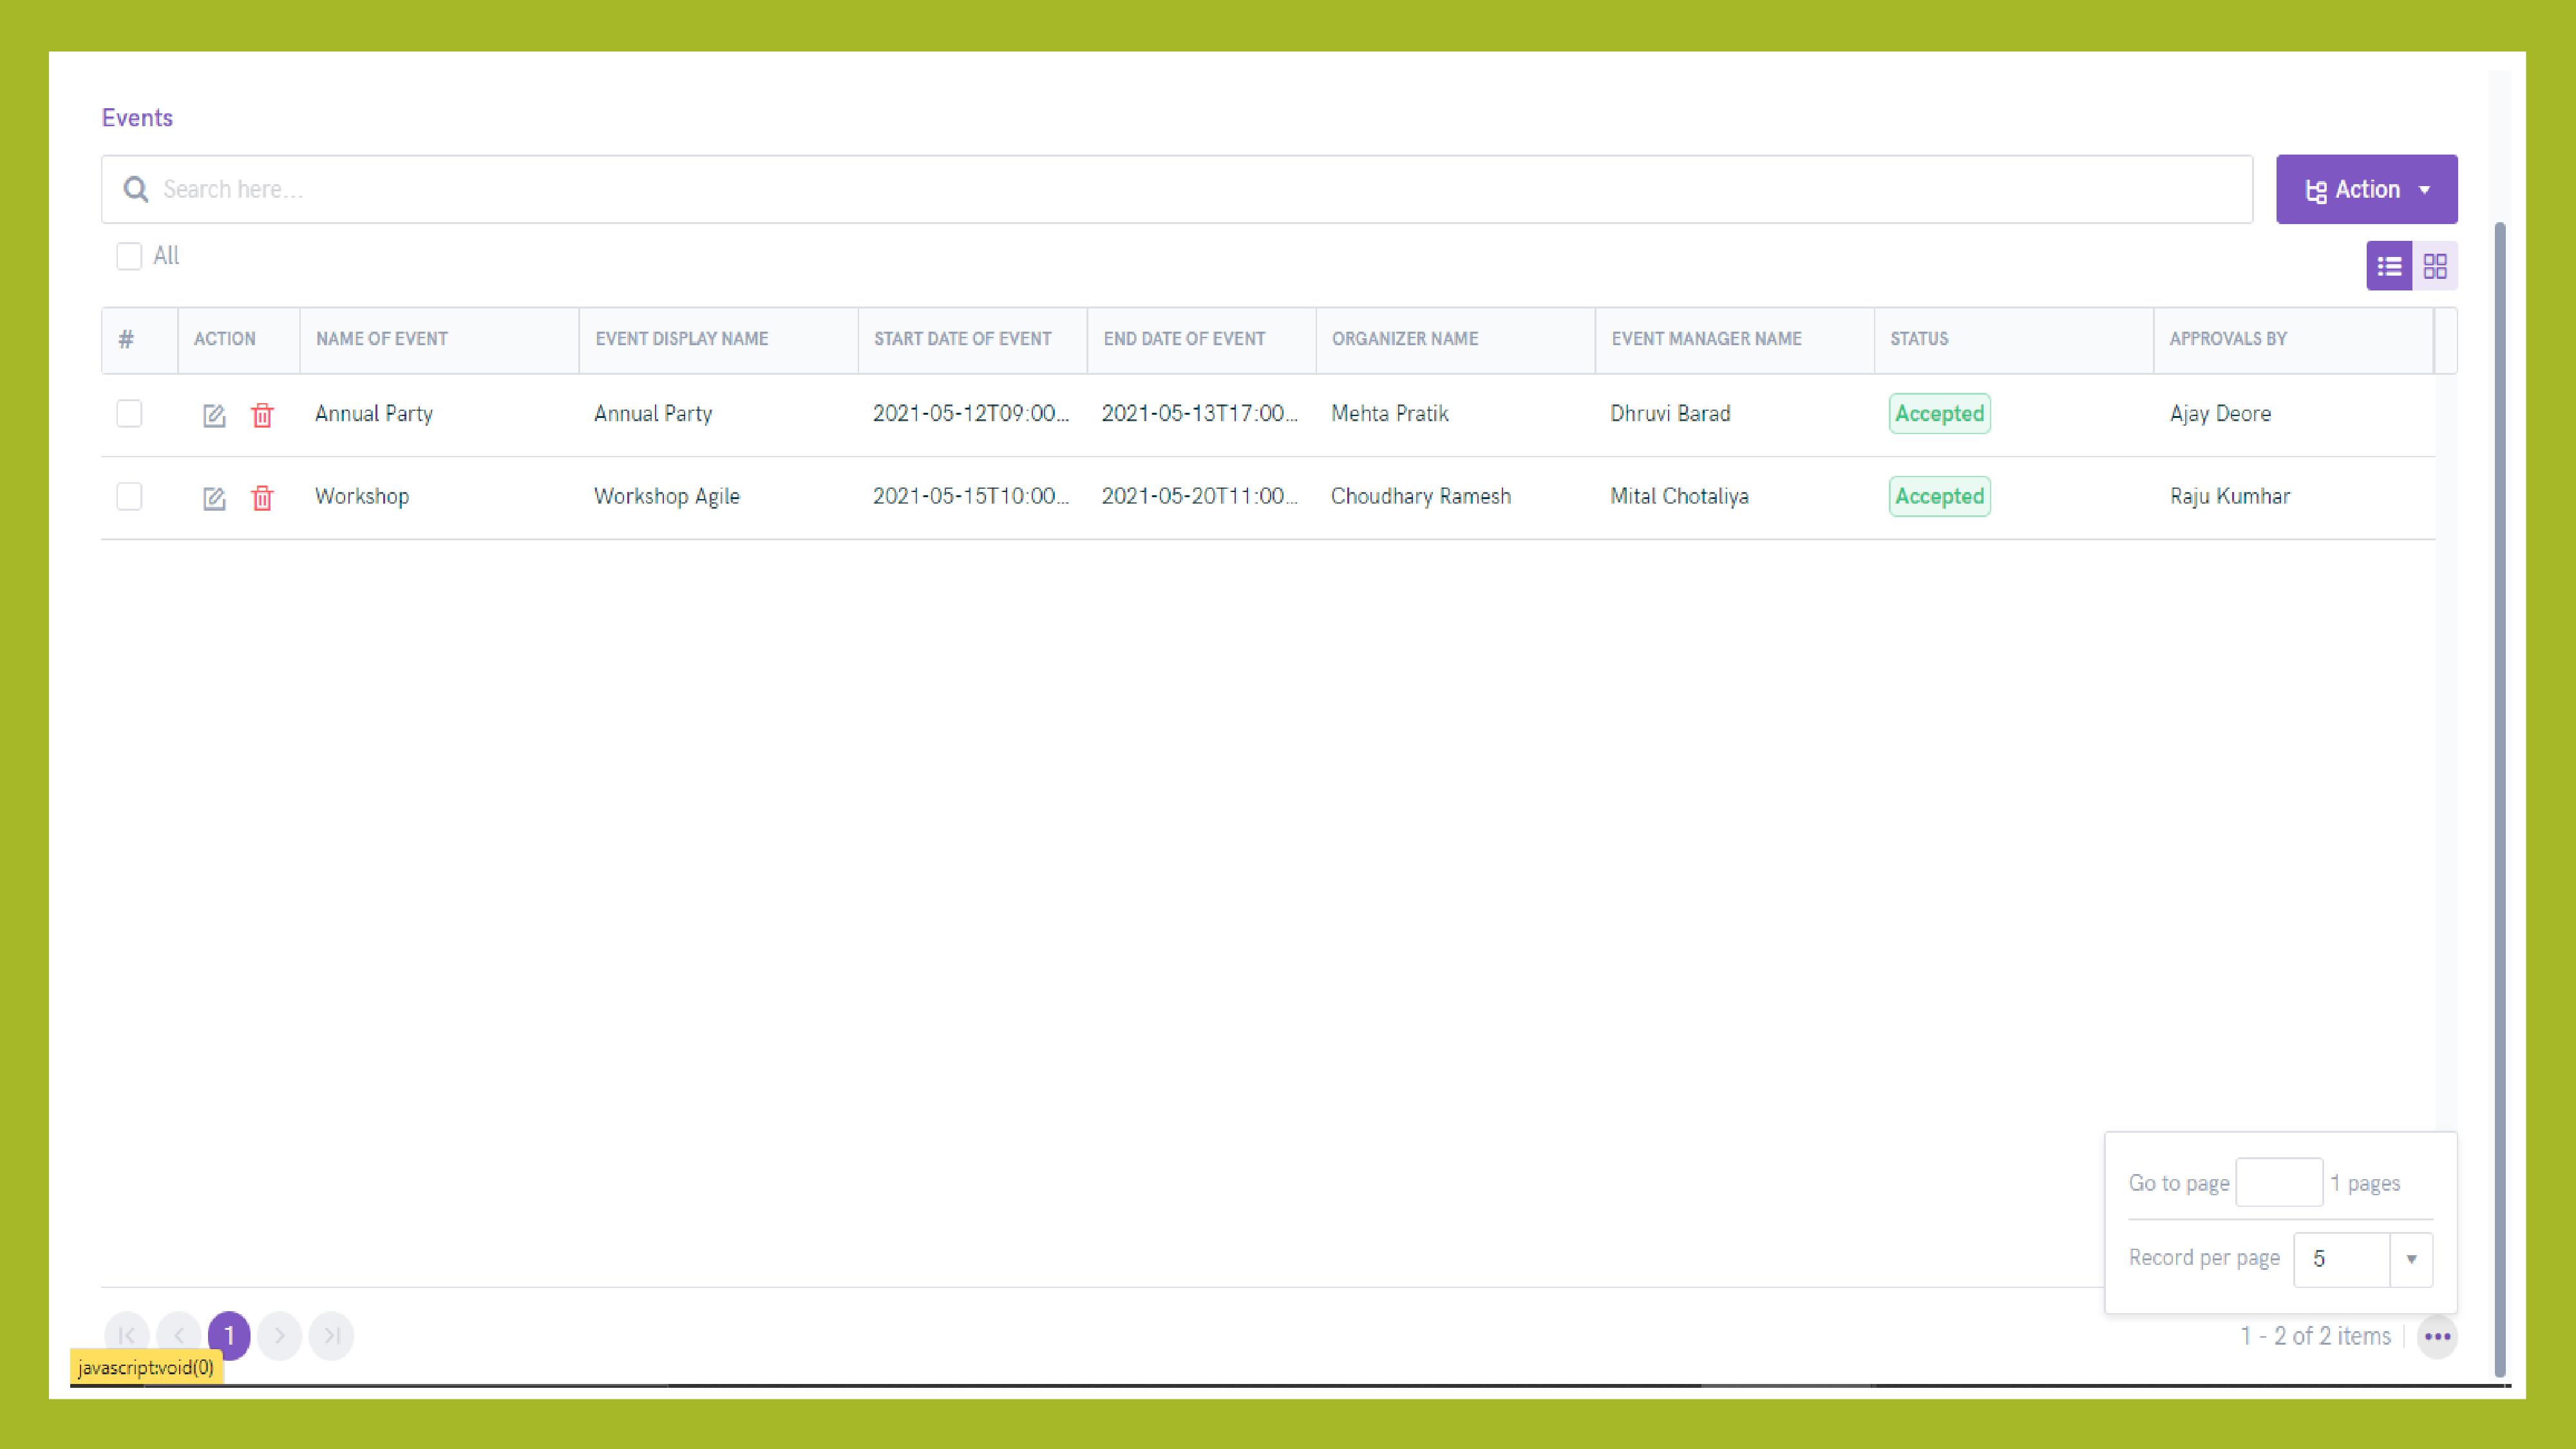 Events
Search here...
Action
All
# ACTION NAME OF EVENT EVENT DISPLAY NAME START DATE OF EVENT END DATE OF EVENT ORGANIZER NAME EVENT MANAGER NAME STATUS APPROVALS BY
Annual Party Annual Party 2021-05-12T09:00... 2021-05-13T17:00... Mehta Pratik Dhruvi Barad Accepted Ajay Deore
Workshop Workshop Agile 2021-05-15T10:00... 2021-05-20T11:00... Choudhary Ramesh Mital Chotaliya Accepted Raju Kumhar
Go to page 1 pages
Record per page 5
1 1 - 2 of 2 items
javascript:void(0)